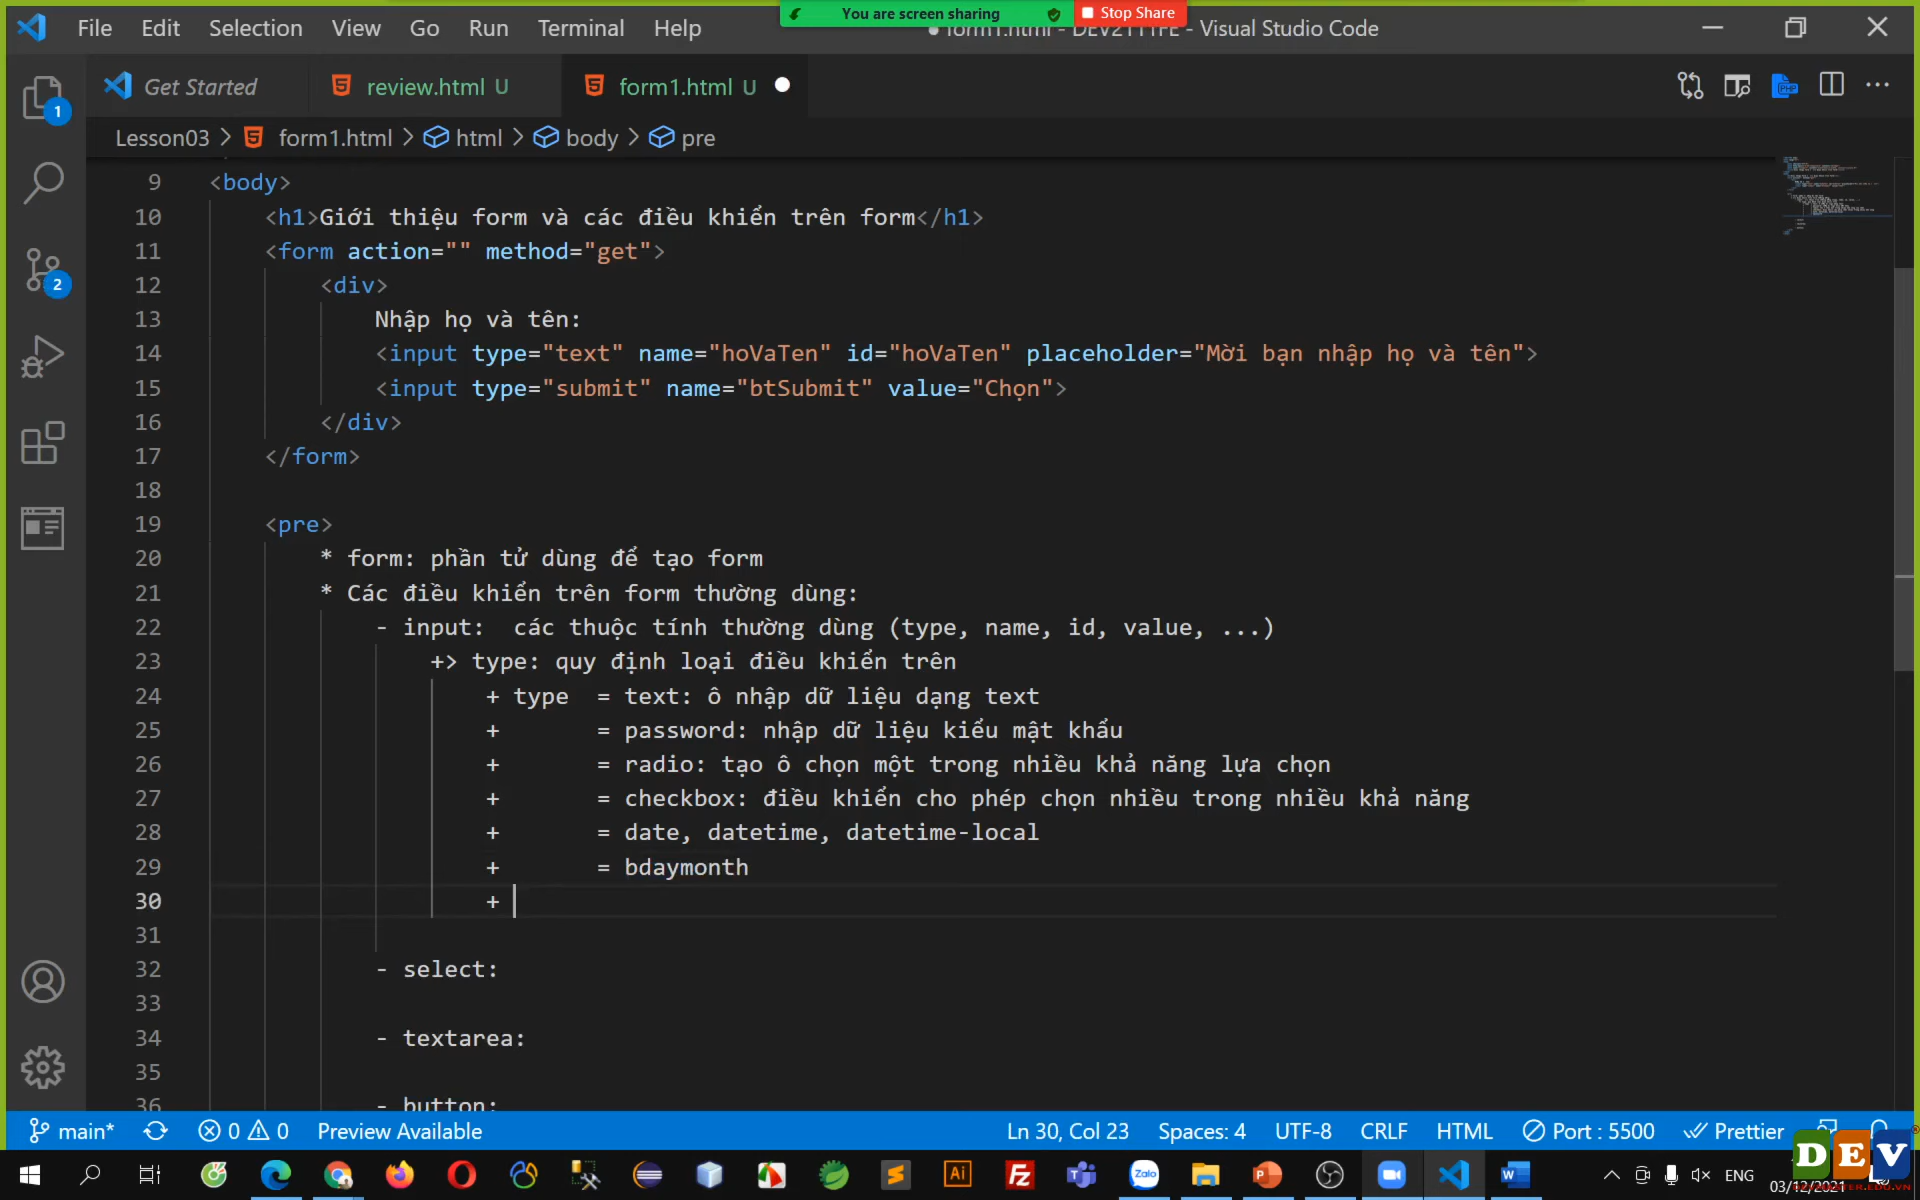 You are screen sharing Stop Share
File Edit Selection View Go Run Terminal Help form1.html - DEV2111FE - Visual Studio Code
Get Started review.html U form1.html U
Lesson03 > form1.html > html > body > pre
9 <body>
10 <h1>Giới thiệu form và các điều khiển trên form</h1>
11 <form action="" method="get">
12 <div>
13 Nhập họ và tên:
14 <input type="text" name="hoVaTen" id="hoVaTen" placeholder="Mời bạn nhập họ và tên">
15 <input type="submit" name="btSubmit" value="Chọn">
16 </div>
17 </form>
18
19 <pre>
20 * form: phần tử dùng để tạo form
21 * Các điều khiển trên form thường dùng:
22 - input: các thuộc tính thường dùng (type, name, id, value, ...)
23 +> type: quy định loại điều khiển trên
24 + type = text: ô nhập dữ liệu dạng text
25 + = password: nhập dữ liệu kiểu mật khẩu
26 + = radio: tạo ô chọn một trong nhiều khả năng lựa chọn
27 + = checkbox: điều khiển cho phép chọn nhiều trong nhiều khả năng
28 + = date, datetime, datetime-local
29 + = bdaymonth
30 +
31
32 - select:
33
34 - textarea:
35
36 - button:
1
2
main* 0 0 Preview Available Ln 30, Col 23 Spaces: 4 UTF-8 CRLF HTML Port : 5500 Prettier
ENG
03/12/2021
DEV